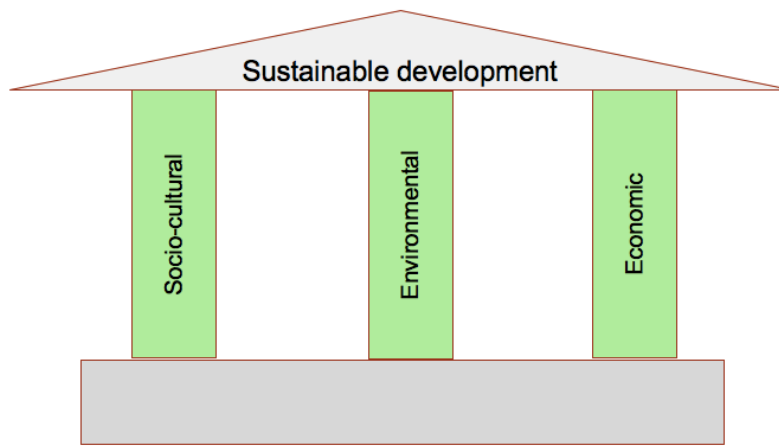 Sustainable development
Socio-cultural
Environmental
Economic